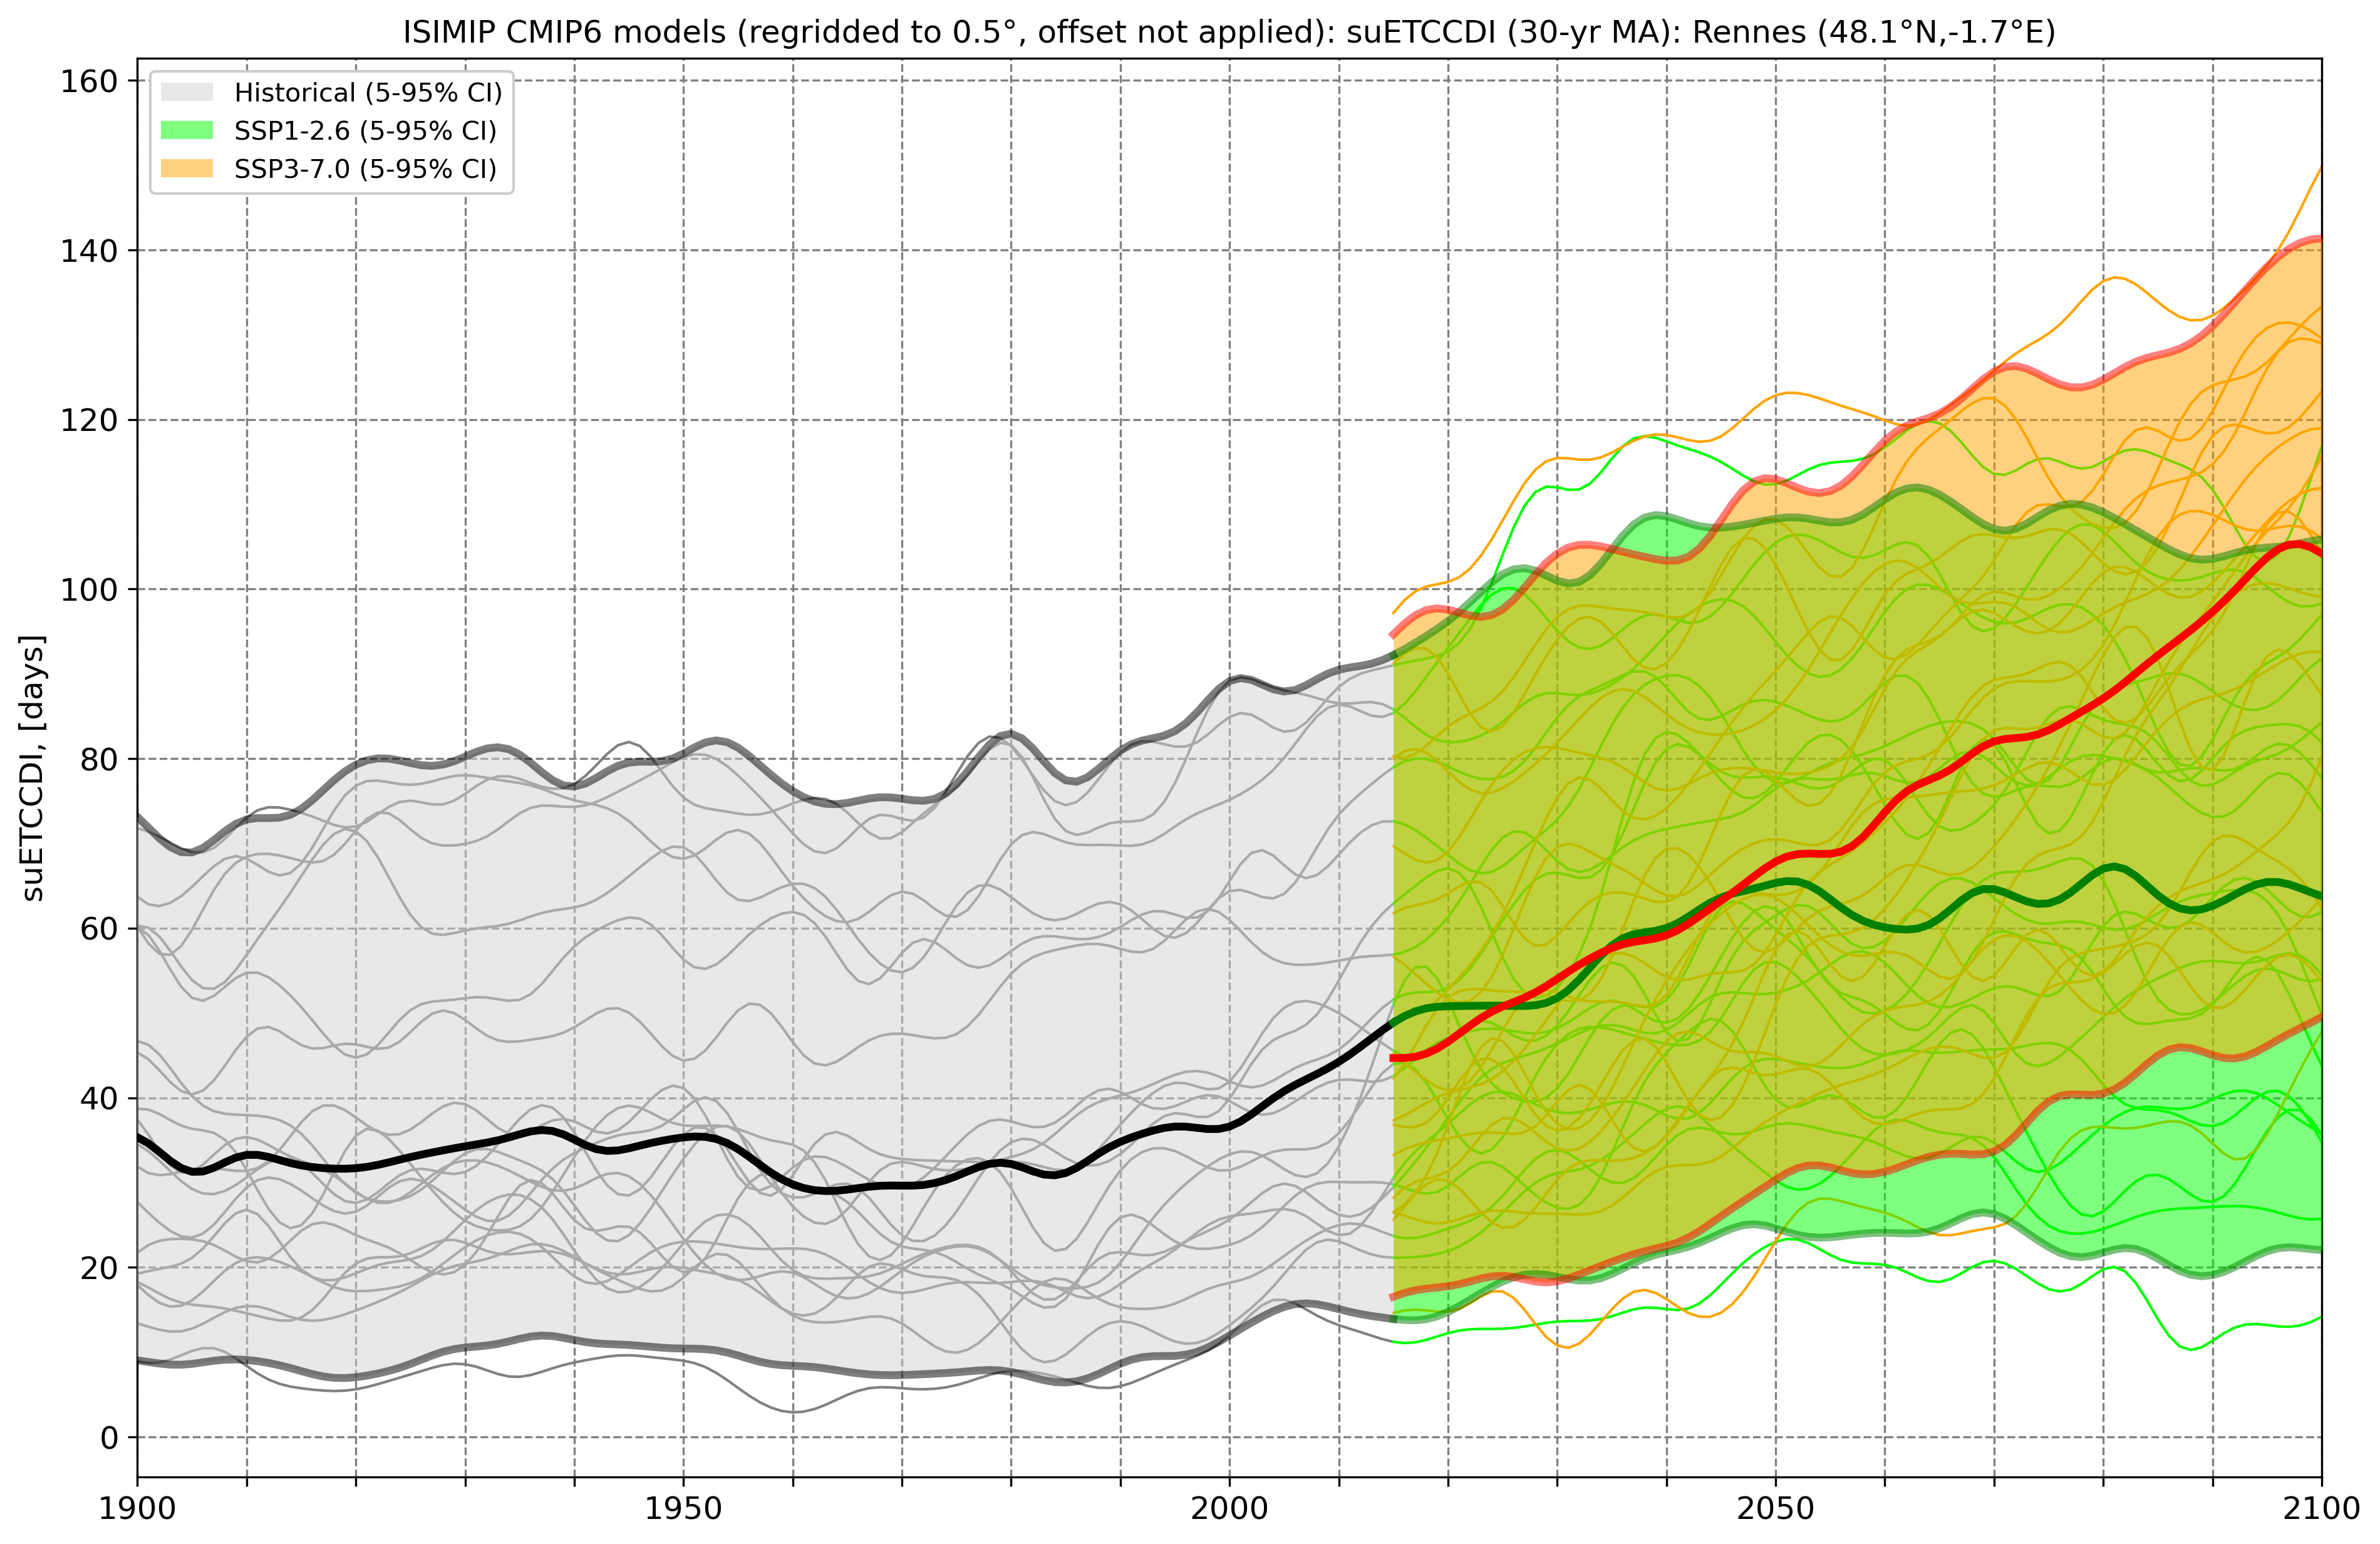 ISIMIP CMIP6 models (regridded to 0.5°, offset not applied): suETCCDI (30-yr MA): Rennes (48.1°N,-1.7°E)
Historical (5-95% CI)
SSP1-2.6 (5-95% CI)
SSP3-7.0 (5-95% CI)
suETCCDI, [days]
160
140
120
100
80
60
40
20
0
1900 1950 2000 2050 2100